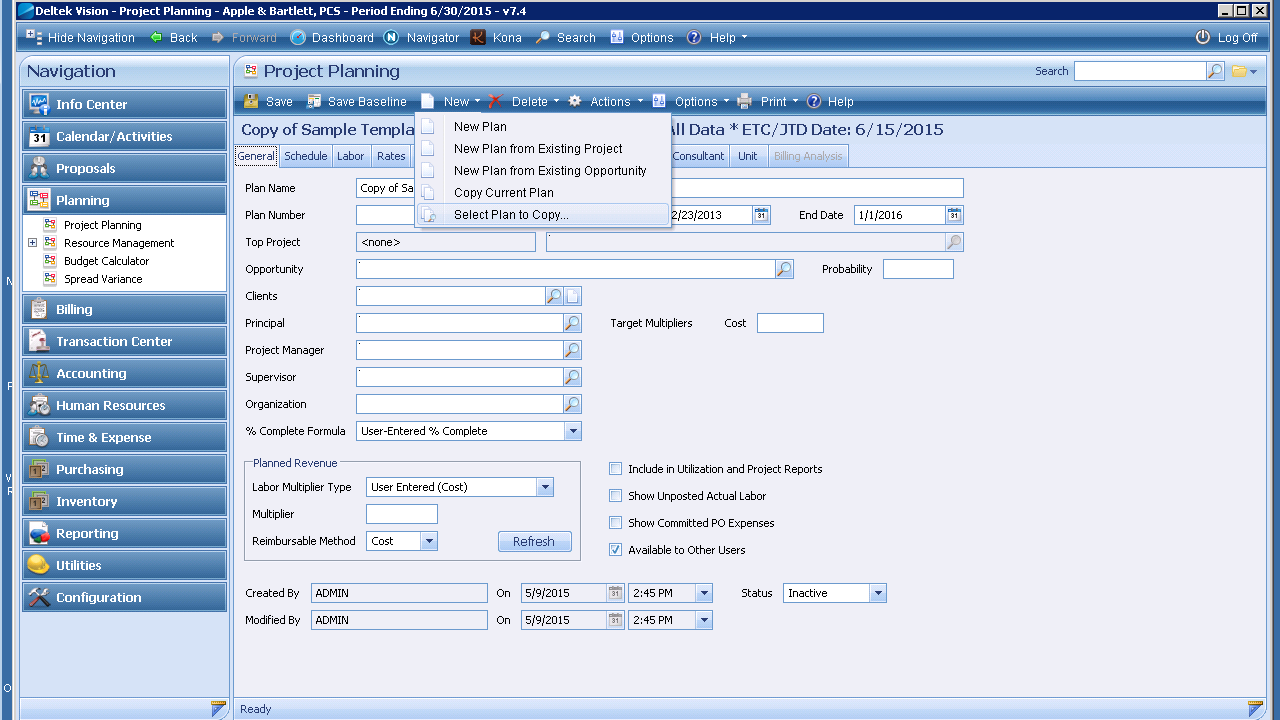 Deltek Vision - Project Planning - Apple & Bartlett, PCS - Period Ending 6/30/2015 - v7.4
Hide Navigation Back Forward Dashboard Navigator Kona Search Options Help Log Off
Navigation
Info Center
Calendar/Activities
Proposals
Planning
Project Planning
Resource Management
Budget Calculator
Spread Variance
Billing
Transaction Center
Accounting
Human Resources
Time & Expense
Purchasing
Inventory
Reporting
Utilities
Configuration
Project Planning Search
Save Save Baseline New Delete Actions Options Print Help
New Plan
New Plan from Existing Project
New Plan from Existing Opportunity
Copy Current Plan
Select Plan to Copy...
Copy of Sample All Data * ETC/JTD Date: 6/15/2015
General Schedule Labor Rates Consultant Unit Billing Analysis
Plan Name Copy of
Plan Number 2/23/2013 End Date 1/1/2016
Top Project <none>
Opportunity Probability
Clients
Principal Target Multipliers Cost
Project Manager
Supervisor
Organization
% Complete Formula User-Entered % Complete
Planned Revenue
Labor Multiplier Type User Entered (Cost)
Multiplier
Reimbursable Method Cost Refresh
Include in Utilization and Project Reports
Show Unposted Actual Labor
Show Committed PO Expenses
Available to Other Users
Created By ADMIN On 5/9/2015 2:45 PM Status Inactive
Modified By ADMIN On 5/9/2015 2:45 PM
Ready